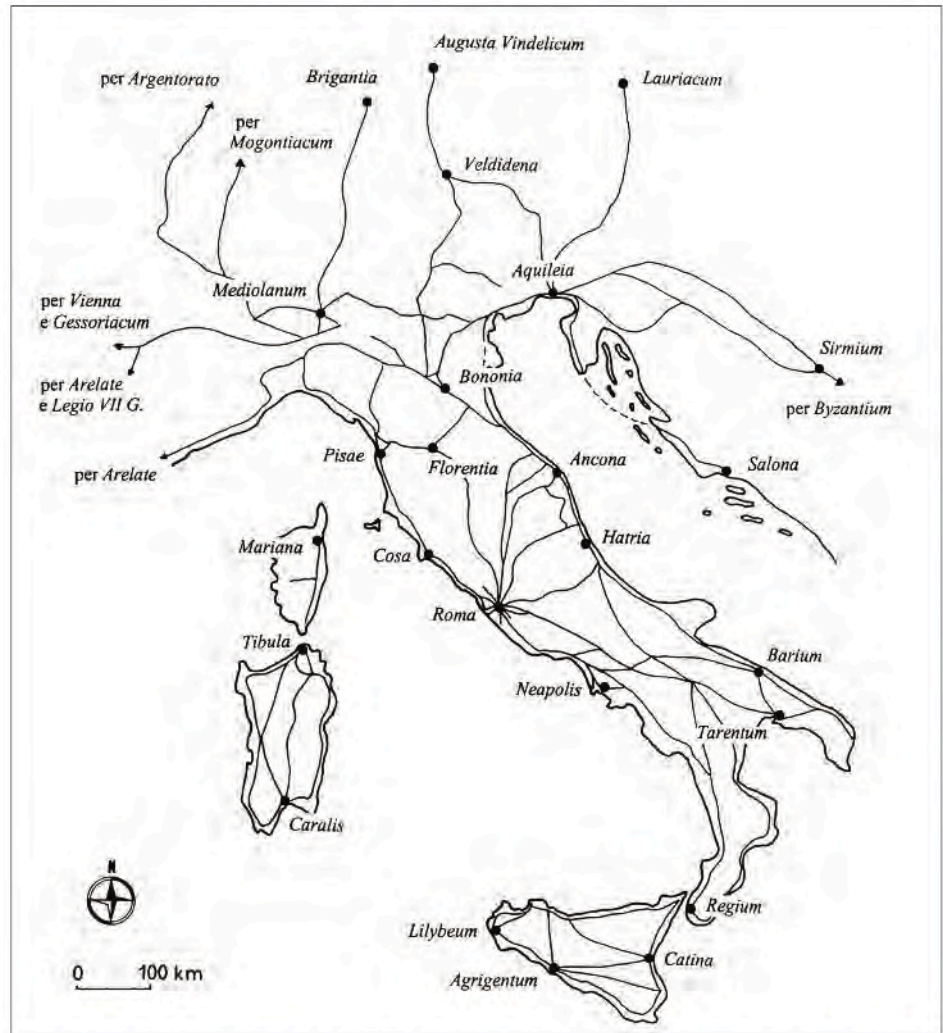 Augusta Vindelicum
per Argentorato
Brigantia
Lauriacum
per
Mogontiacum
Veldidena
Aquileia
Mediolanum
per Vienna
e Gessoriacum
Sirmium
per Arelate
e Legio VII G.
Bononia
per Byzantium
per Arelate
Pisae
Florentia
Ancona
Salona
Mariana
Cosa
Hatria
Roma
Tibula
Barium
Neapolis
Tarentum
Caralis
N
Regium
Lilybeum
Catina
Agrigentum
0 100 km